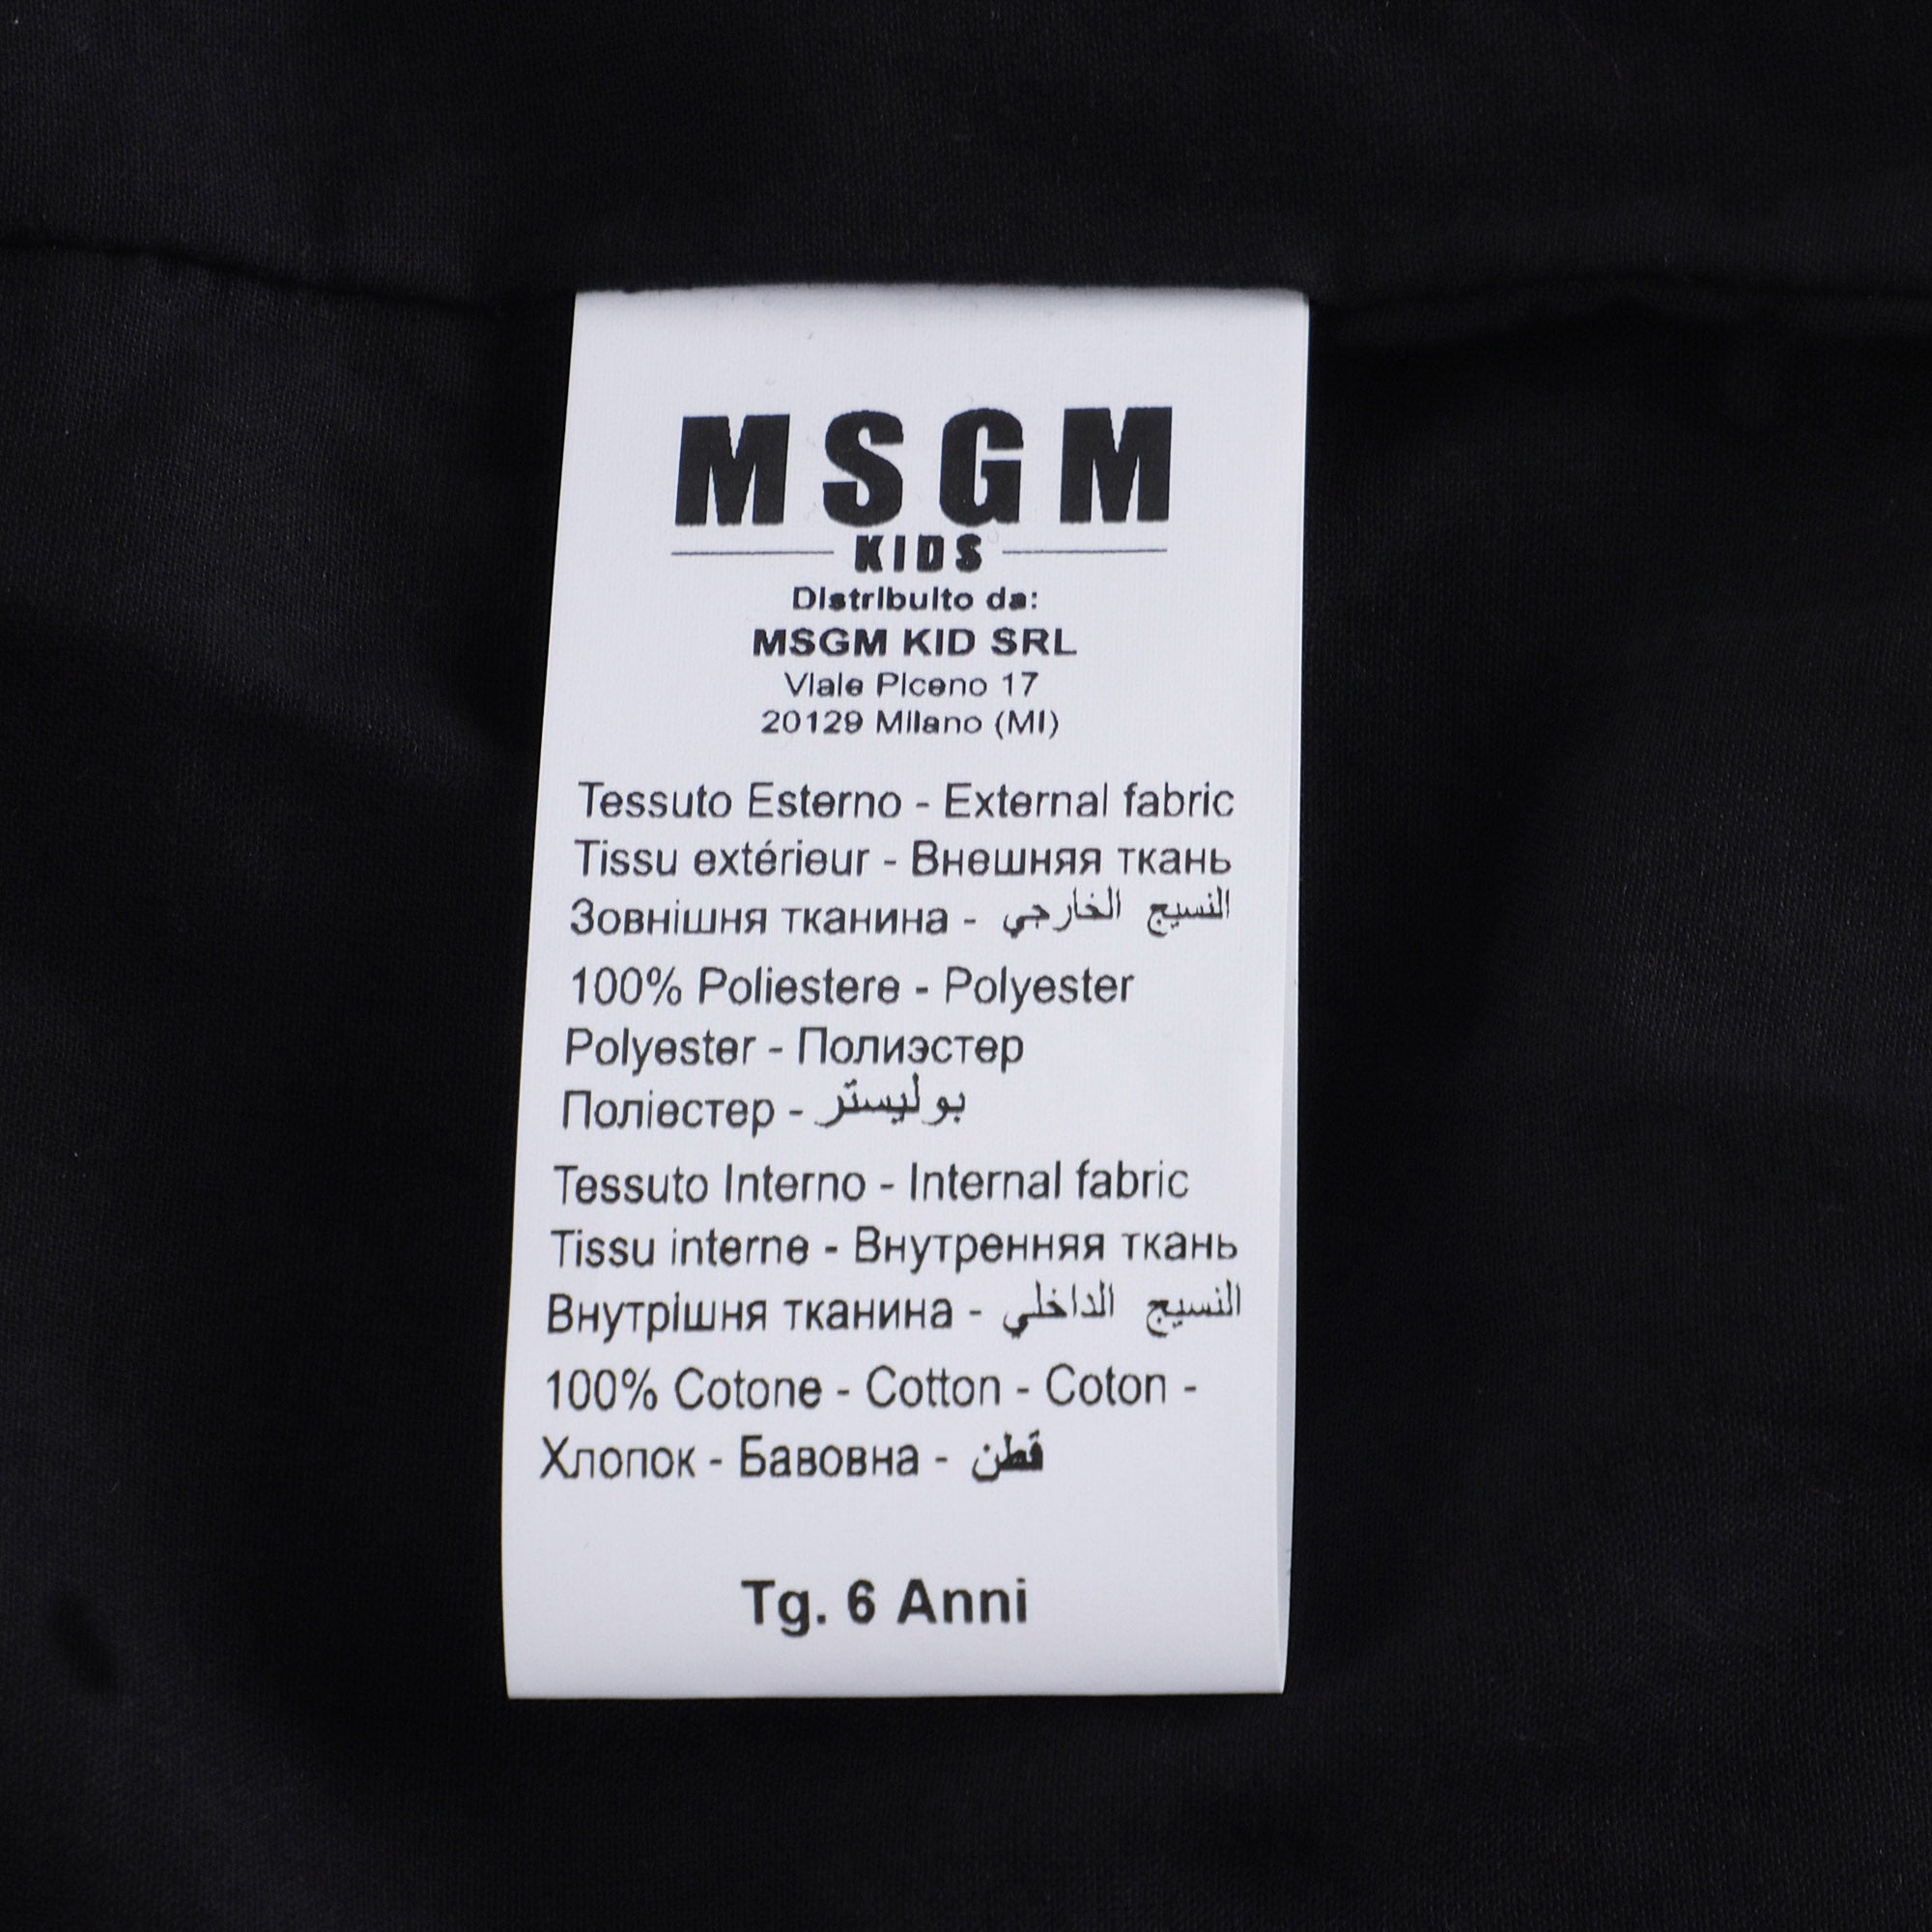 MSGM
KIDS
Distribuito da:
MSGM KID SRL
Viale Piceno 17
20129 Milano (MI)
Tessuto Esterno - External fabric
Tissu extérieur - Внешняя ткань
Зовнішня тканина - النسيج الخارجي
100% Poliestere - Polyester
Polyester - Полиэстер
Поліестер - بوليستر
Tessuto Interno - Internal fabric
Tissu interne - Внутренняя ткань
Внутрішня тканина - النسيج الداخلي
100% Cotone - Cotton - Coton -
Хлопок - Бавовна - قطن
Tg. 6 Anni